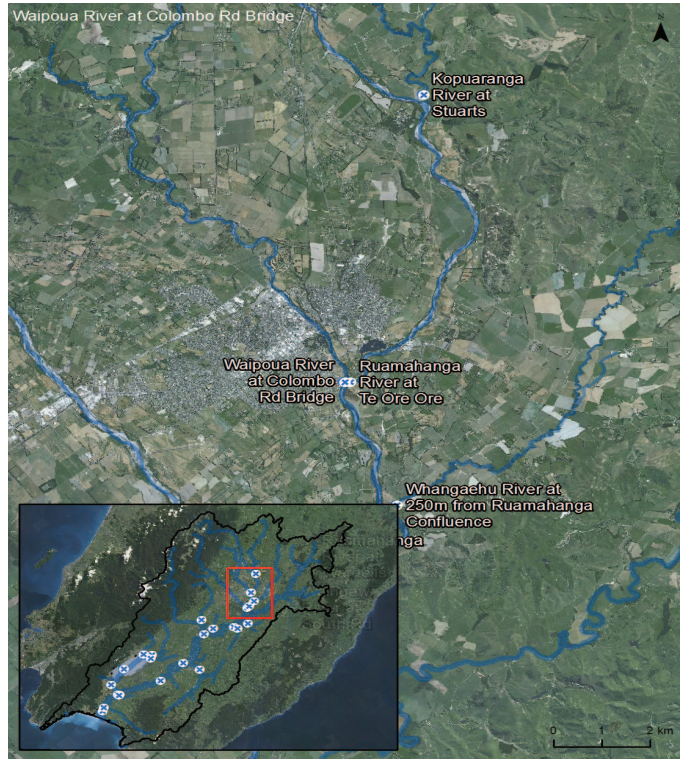 Waipoua River at Colombo Rd Bridge
N
Kopuaranga
River at
Stuarts
Waipoua River
at Colombo
Rd Bridge
Ruamahanga
River at
Te Ore Ore
Whangaehu River at
250m from Ruamahanga
Confluence
nga
0 1 2 km